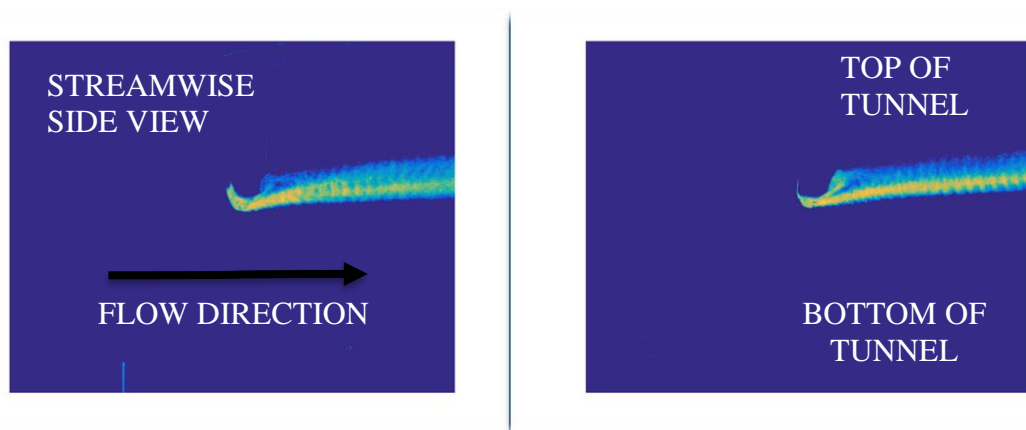 STREAMWISE
SIDE VIEW
FLOW DIRECTION
TOP OF
TUNNEL
BOTTOM OF
TUNNEL